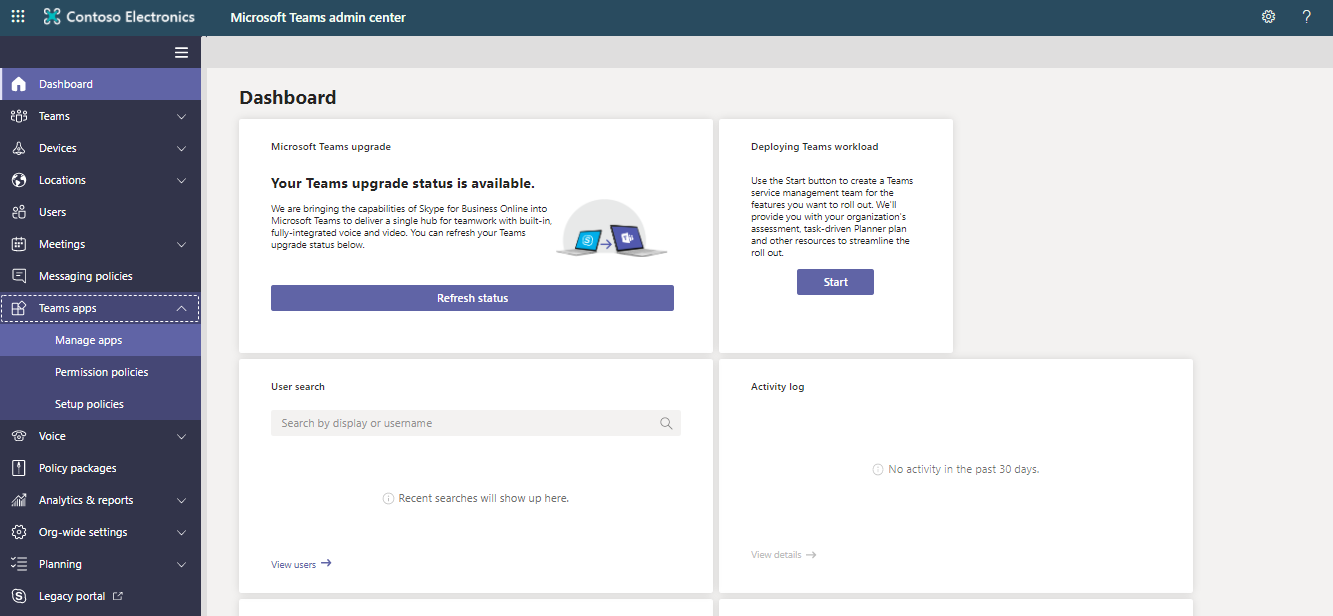 Contoso Electronics
Microsoft Teams admin center
?
Dashboard
Teams
Devices
Locations
Users
Meetings
Messaging policies
Teams apps
Manage apps
Permission policies
Setup policies
Voice
Policy packages
Analytics & reports
Org-wide settings
Planning
Legacy portal
Dashboard
Microsoft Teams upgrade
Your Teams upgrade status is available.
We are bringing the capabilities of Skype for Business Online into
Microsoft Teams to deliver a single hub for teamwork with built-in,
fully-integrated voice and video. You can refresh your Teams
upgrade status below.
Refresh status
Deploying Teams workload
Use the Start button to create a Teams
service management team for the
features you want to roll out. We'll
provide you with your organization's
assessment, task-driven Planner plan
and other resources to streamline the
roll out.
Start
User search
Search by display or username
Recent searches will show up here.
View users
Activity log
No activity in the past 30 days.
View details